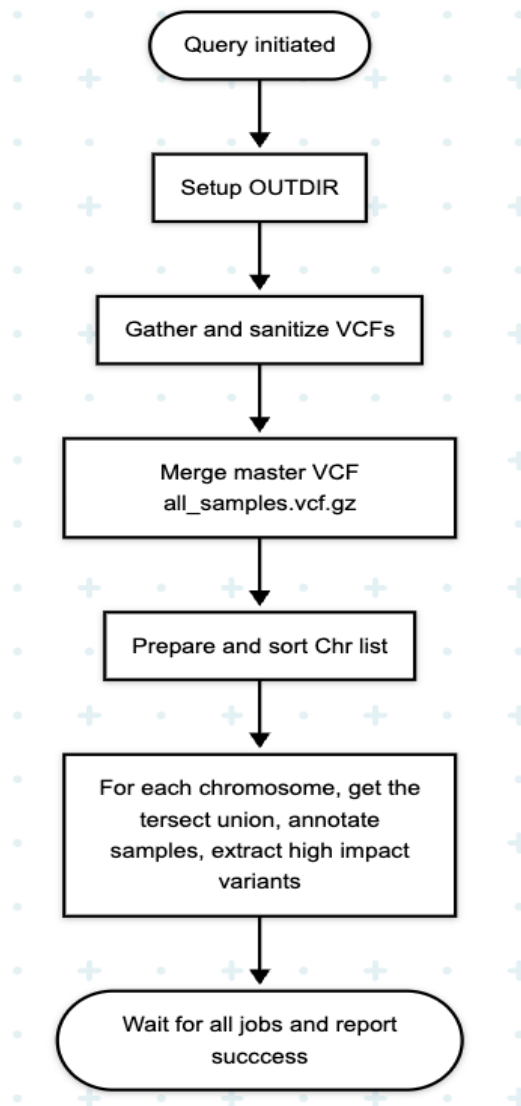 Query initiated
Setup OUTDIR
Gather and sanitize VCFs
Merge master VCF
all_samples.vcf.gz
Prepare and sort Chr list
For each chromosome, get the
tersect union, annotate
samples, extract high impact
variants
Wait for all jobs and report
succcess